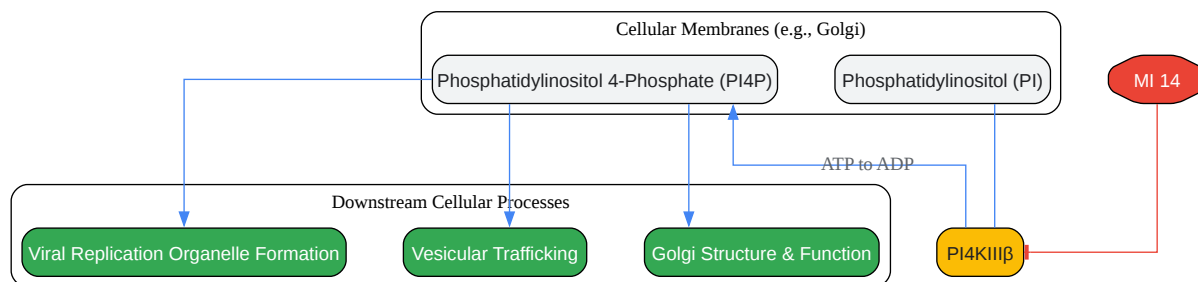 Cellular Membranes (e.g., Golgi)
Phosphatidylinositol 4-Phosphate (PI4P)
Phosphatidylinositol (PI)
MI 14
ATP to ADP
Downstream Cellular Processes
Viral Replication Organelle Formation
Vesicular Trafficking
Golgi Structure & Function
PI4KIIIβ